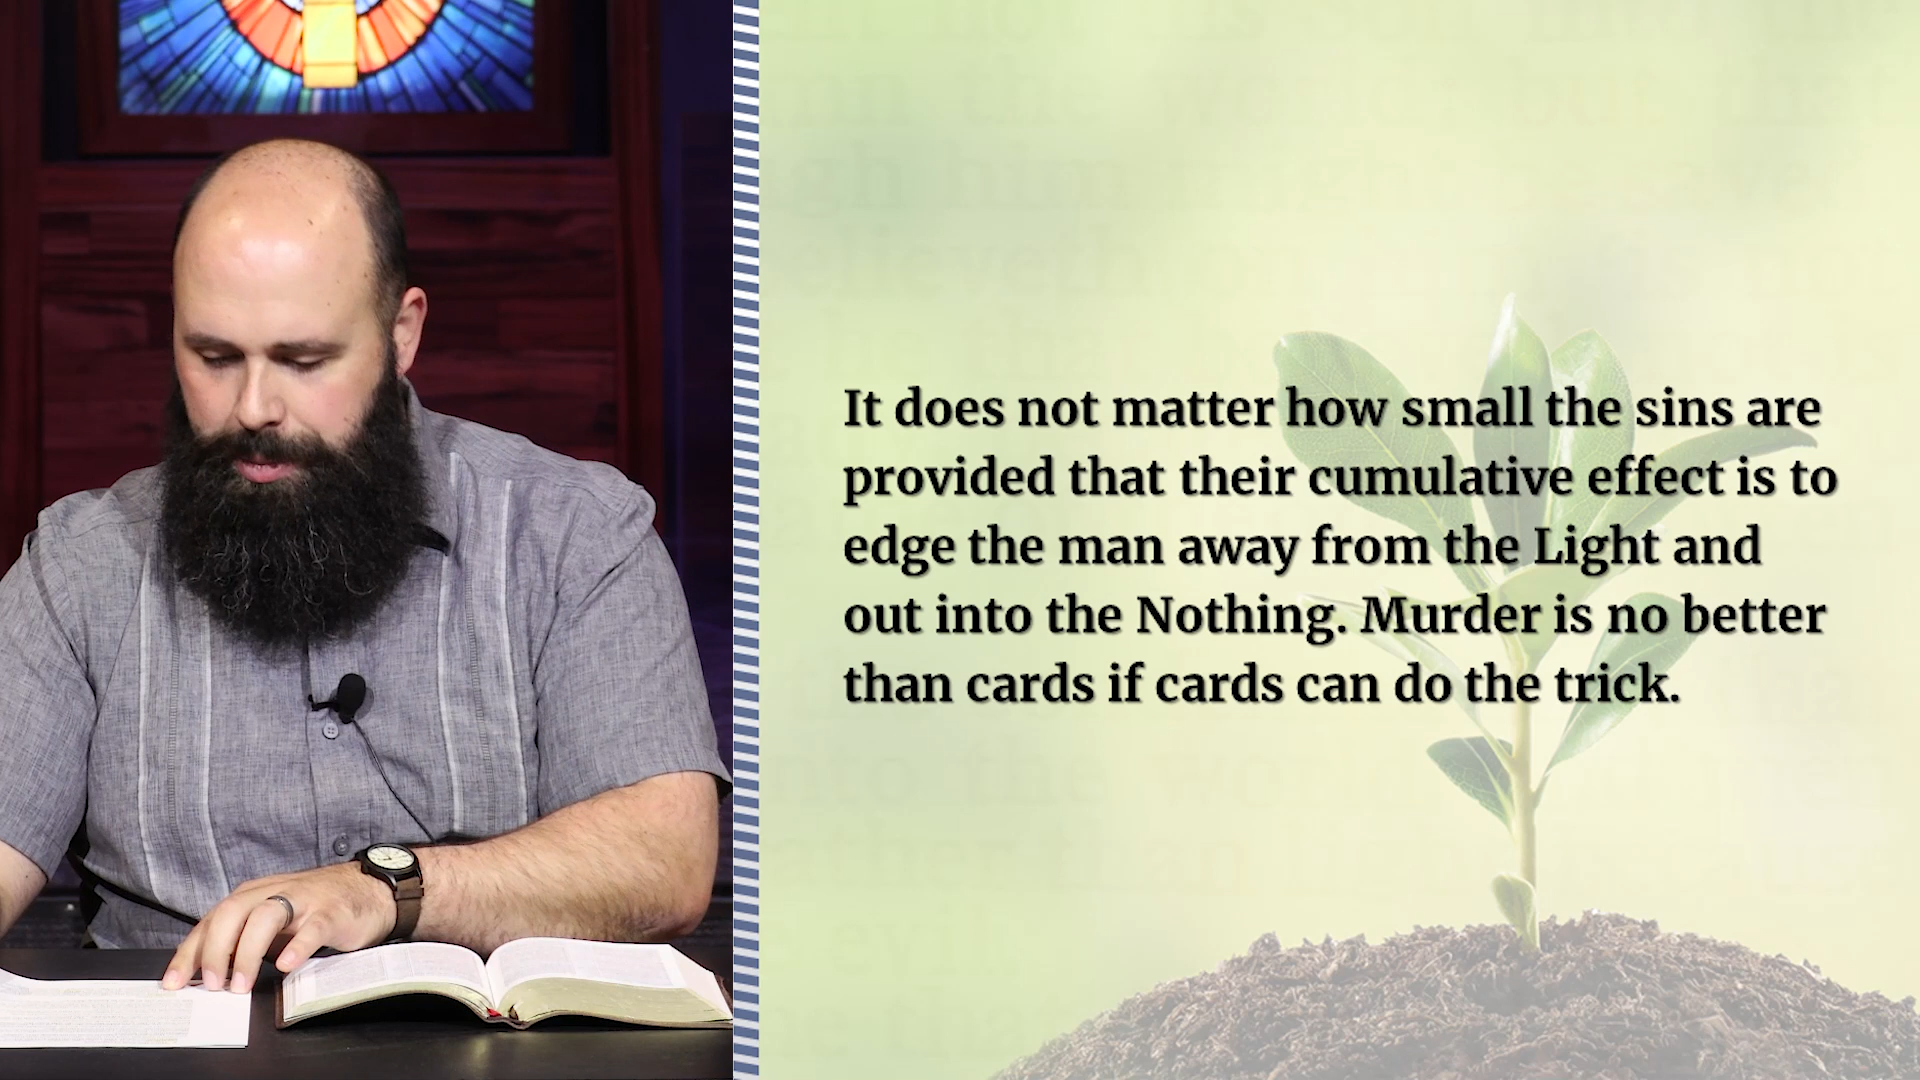 It does not matter how small the sins are
provided that their cumulative effect is to
edge the man away from the Light and
out into the Nothing. Murder is no better
than cards if cards can do the trick.